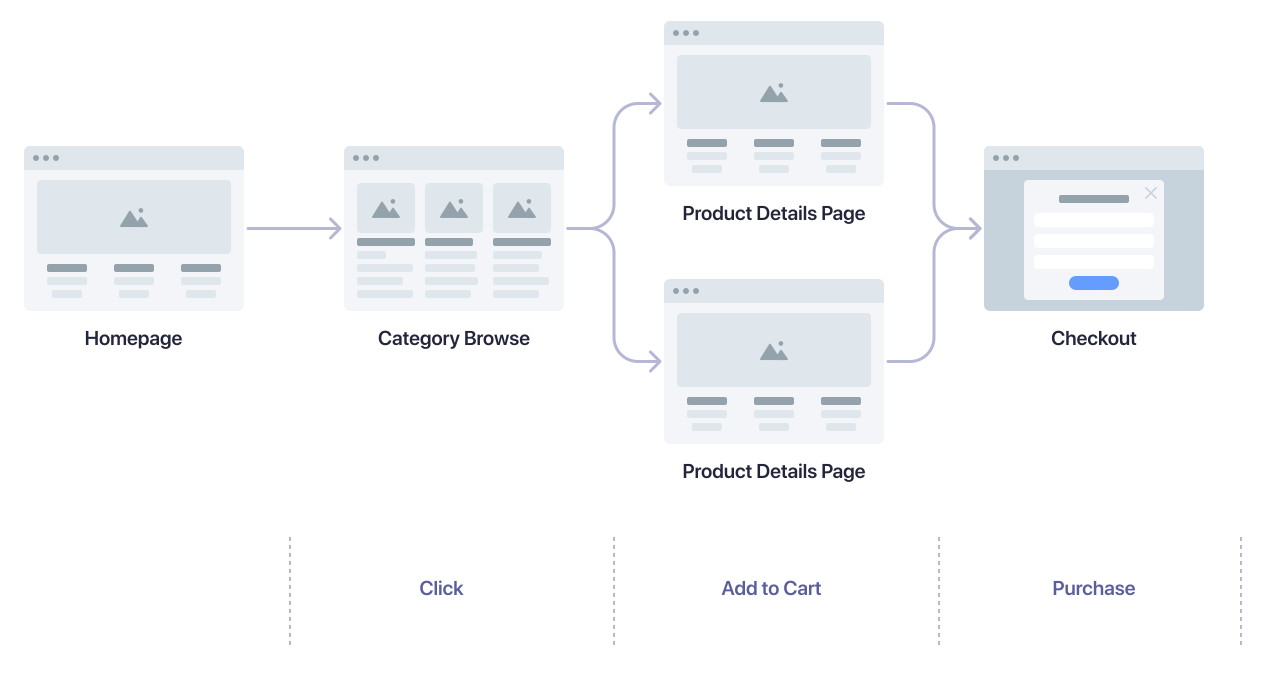 Homepage
Category Browse
Product Details Page
Product Details Page
Checkout
Click
Add to Cart
Purchase